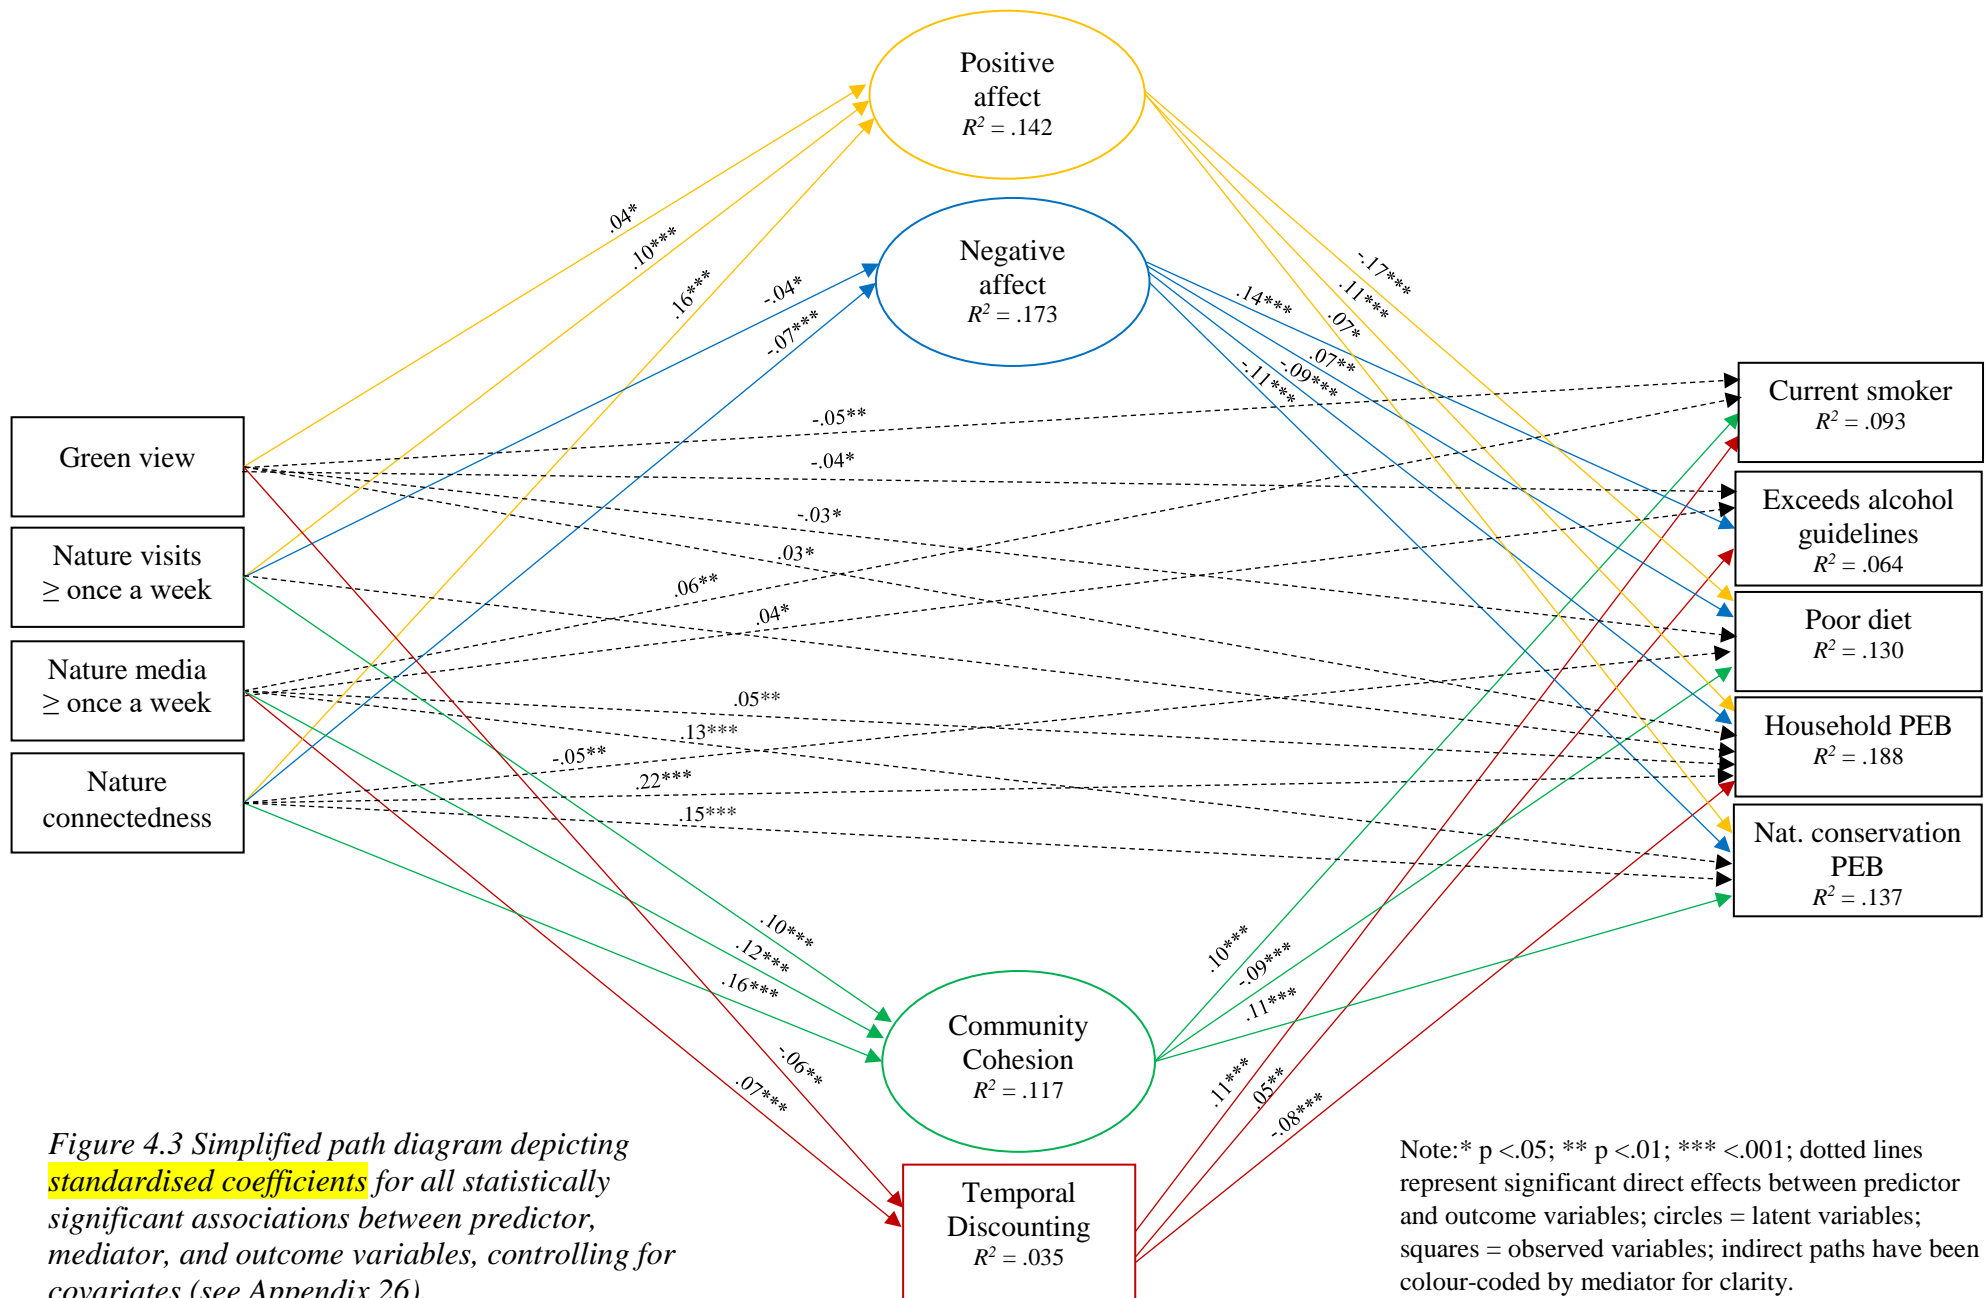 Positive
affect
R² = .142
Negative
affect
R² = .173
.04*
.10***
.16***
-.04*
-.07***
-.17***
.11***
.07*
.14***
.07**
-.09***
-.11***
Green view
Nature visits
≥ once a week
Nature media
≥ once a week
Nature
connectedness
-.05**
-.04*
-.03*
.03*
.06**
.04*
.05**
.13***
-.05**
.22***
.15***
Current smoker
R² = .093
Exceeds alcohol
guidelines
R² = .064
Poor diet
R² = .130
Household PEB
R² = .188
Nat. conservation
PEB
R² = .137
.10***
.12***
.16***
-.06**
.07***
Community
Cohesion
R² = .117
Temporal
Discounting
R² = .035
.10***
-.09***
.11***
.11***
.05**
-.08***
Figure 4.3 Simplified path diagram depicting
standardised coefficients for all statistically
significant associations between predictor,
mediator, and outcome variables, controlling for
covariates (see Appendix 26)
Note:* p <.05; ** p <.01; *** <.001; dotted lines
represent significant direct effects between predictor
and outcome variables; circles = latent variables;
squares = observed variables; indirect paths have been
colour-coded by mediator for clarity.